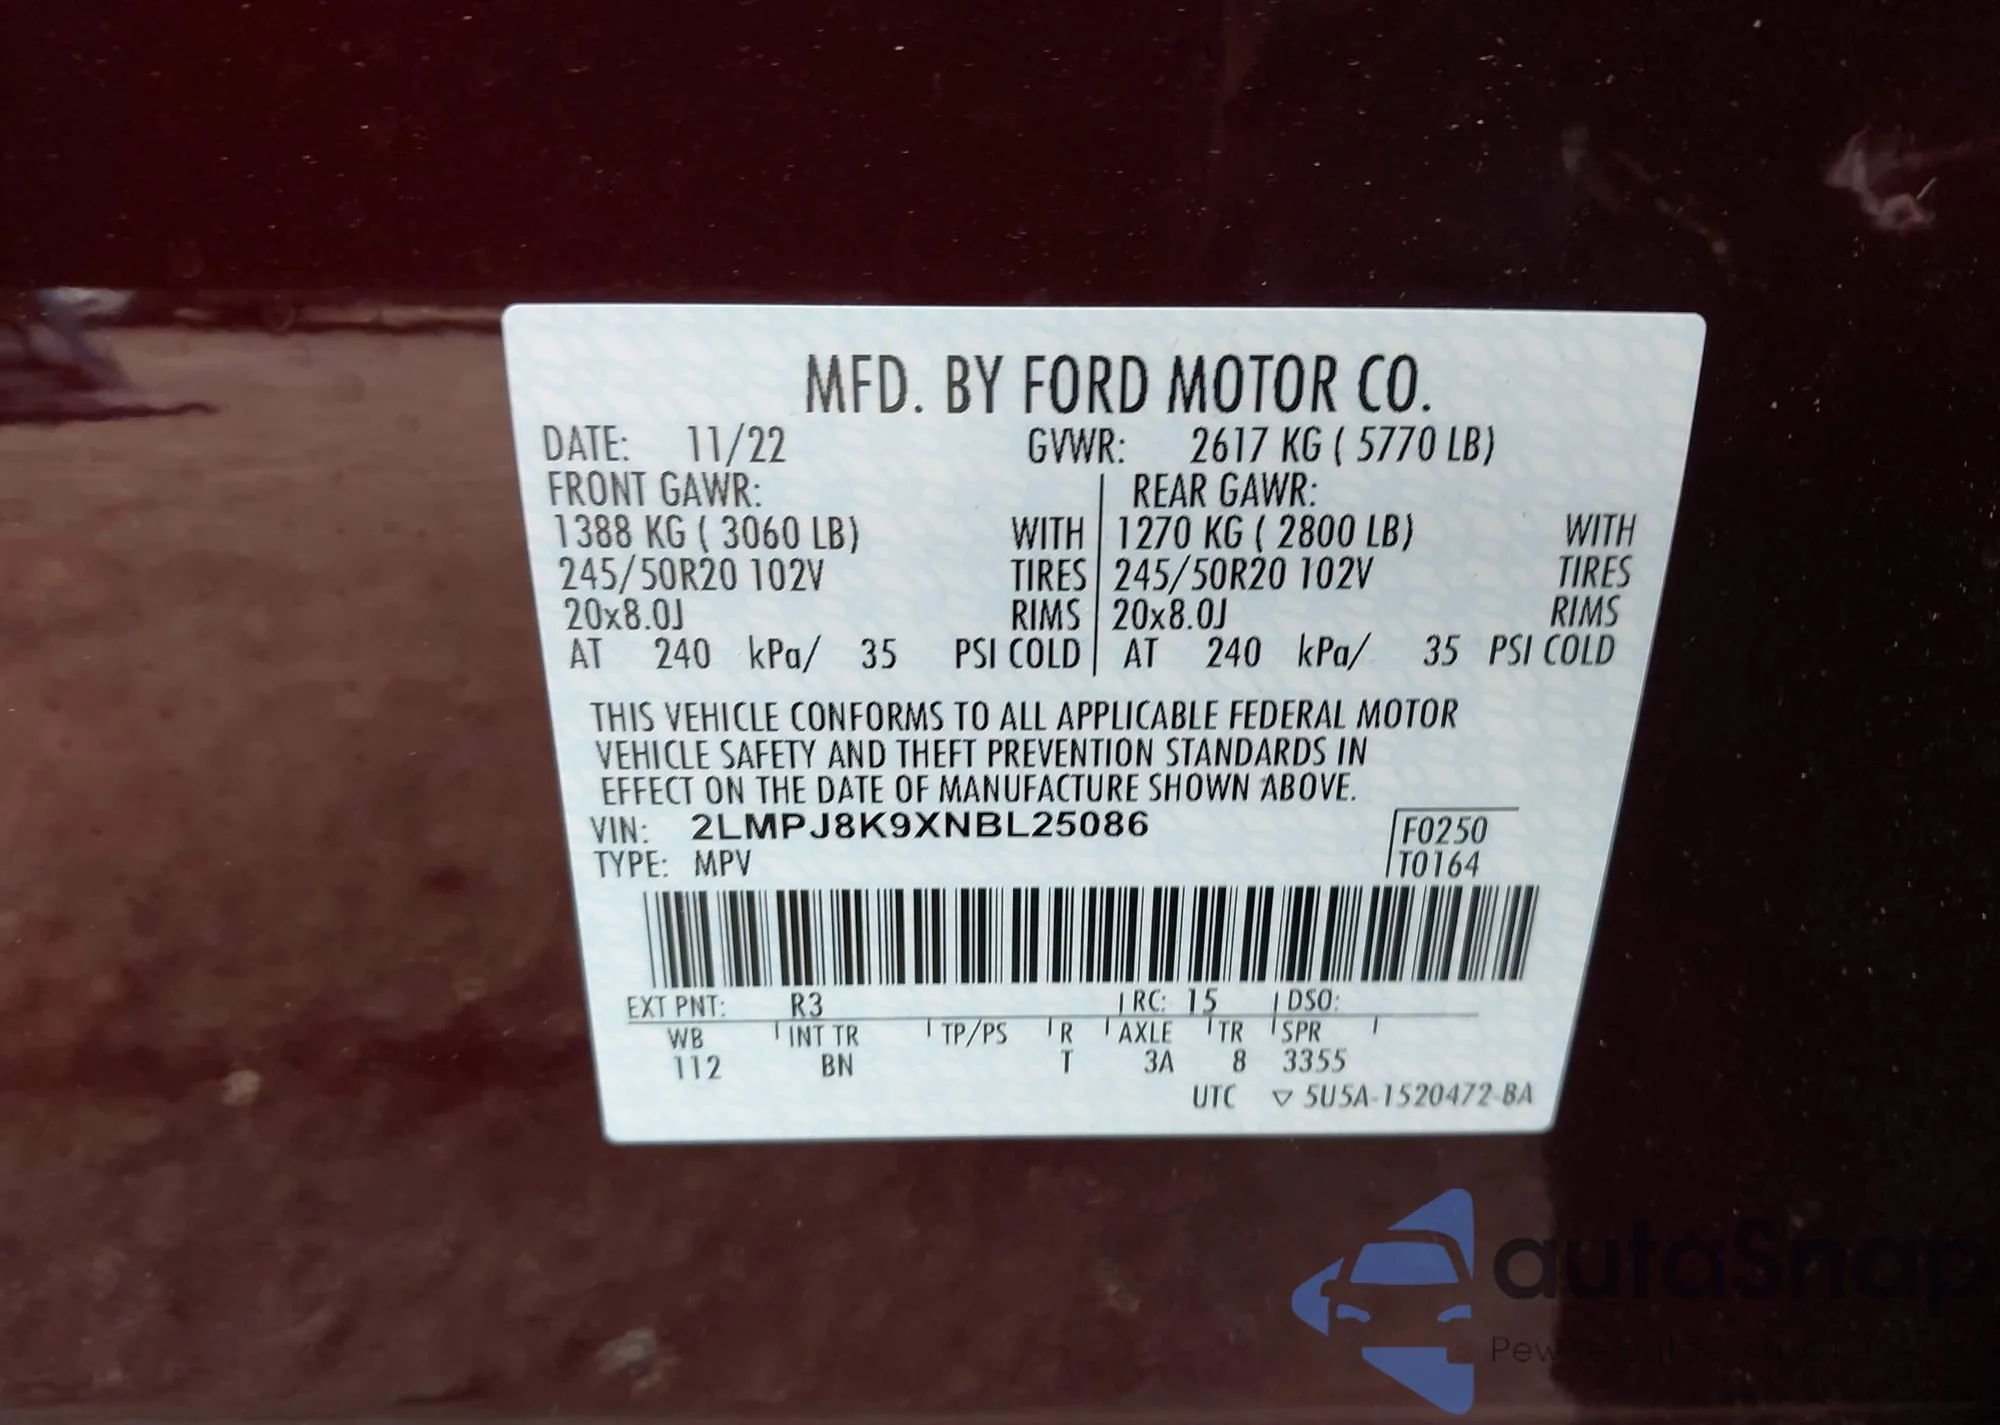 MFD. BY FORD MOTOR CO.
DATE: 11/22 GVWR: 2617 KG ( 5770 LB)
FRONT GAWR: REAR GAWR:
1388 KG ( 3060 LB) WITH 1270 KG ( 2800 LB) WITH
245/50R20 102V TIRES 245/50R20 102V TIRES
20x8.0J RIMS 20x8.0J RIMS
AT 240 kPa/ 35 PSI COLD AT 240 kPa/ 35 PSI COLD
THIS VEHICLE CONFORMS TO ALL APPLICABLE FEDERAL MOTOR
VEHICLE SAFETY AND THEFT PREVENTION STANDARDS IN
EFFECT ON THE DATE OF MANUFACTURE SHOWN ABOVE.
VIN: 2LMPJ8K9XNBL25086 F0250
TYPE: MPV T0164
EXT PNT: R3 RC: 15 DSO:
WB INT TR TP/PS R AXLE TR SPR
112 BN T 3A 8 3355
UTC ▽ 5U5A-1520472-BA
autaSnap